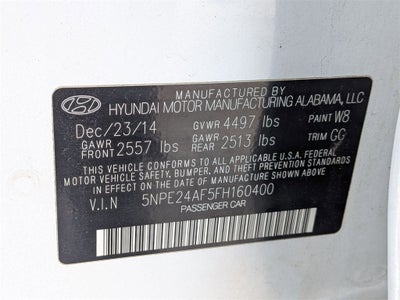 MANUFACTURED BY
HYUNDAI MOTOR MANUFACTURING ALABAMA, LLC
Dec/23/14 GVWR 4497 lbs PAINT W8
GAWR FRONT 2557 lbs GAWR REAR 2513 lbs TRIM GG
THIS VEHICLE CONFORMS TO ALL APPLICABLE U.S.A. FEDERAL
MOTOR VEHICLE SAFETY, BUMPER, AND THEFT PREVENTION STANDARDS
IN EFFECT ON THE DATE OF MANUFACTURE SHOWN ABOVE.
V.I.N 5NPE24AF5FH160400
PASSENGER CAR